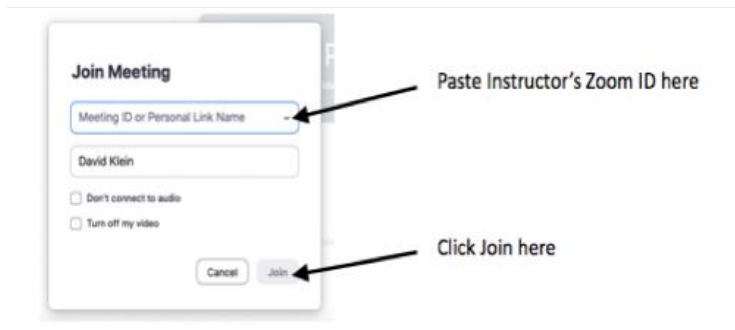 Join Meeting
Paste Instructor's Zoom ID here
Meeting ID or Personal Link Name
David Klein
Don't connect to audio
Turn off my video
Click Join here
Cancel Join